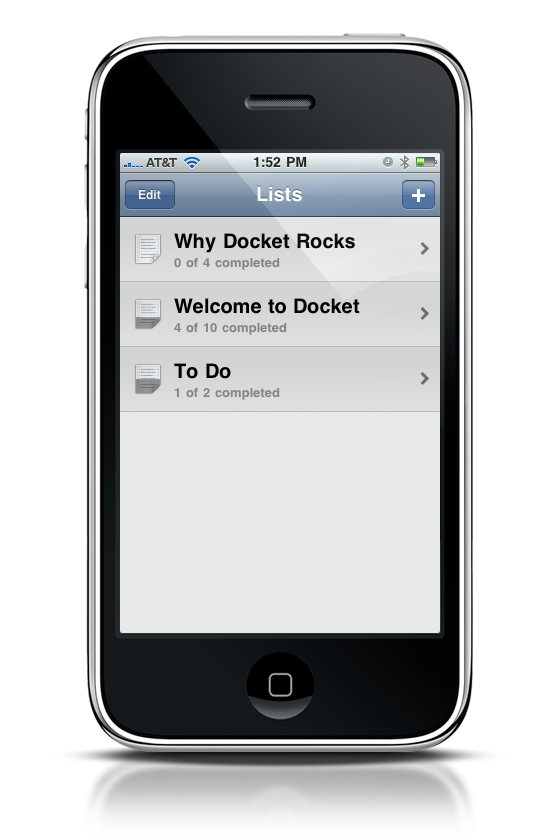 AT&T 1:52 PM
Edit Lists +
Why Docket Rocks
0 of 4 completed
Welcome to Docket
4 of 10 completed
To Do
1 of 2 completed